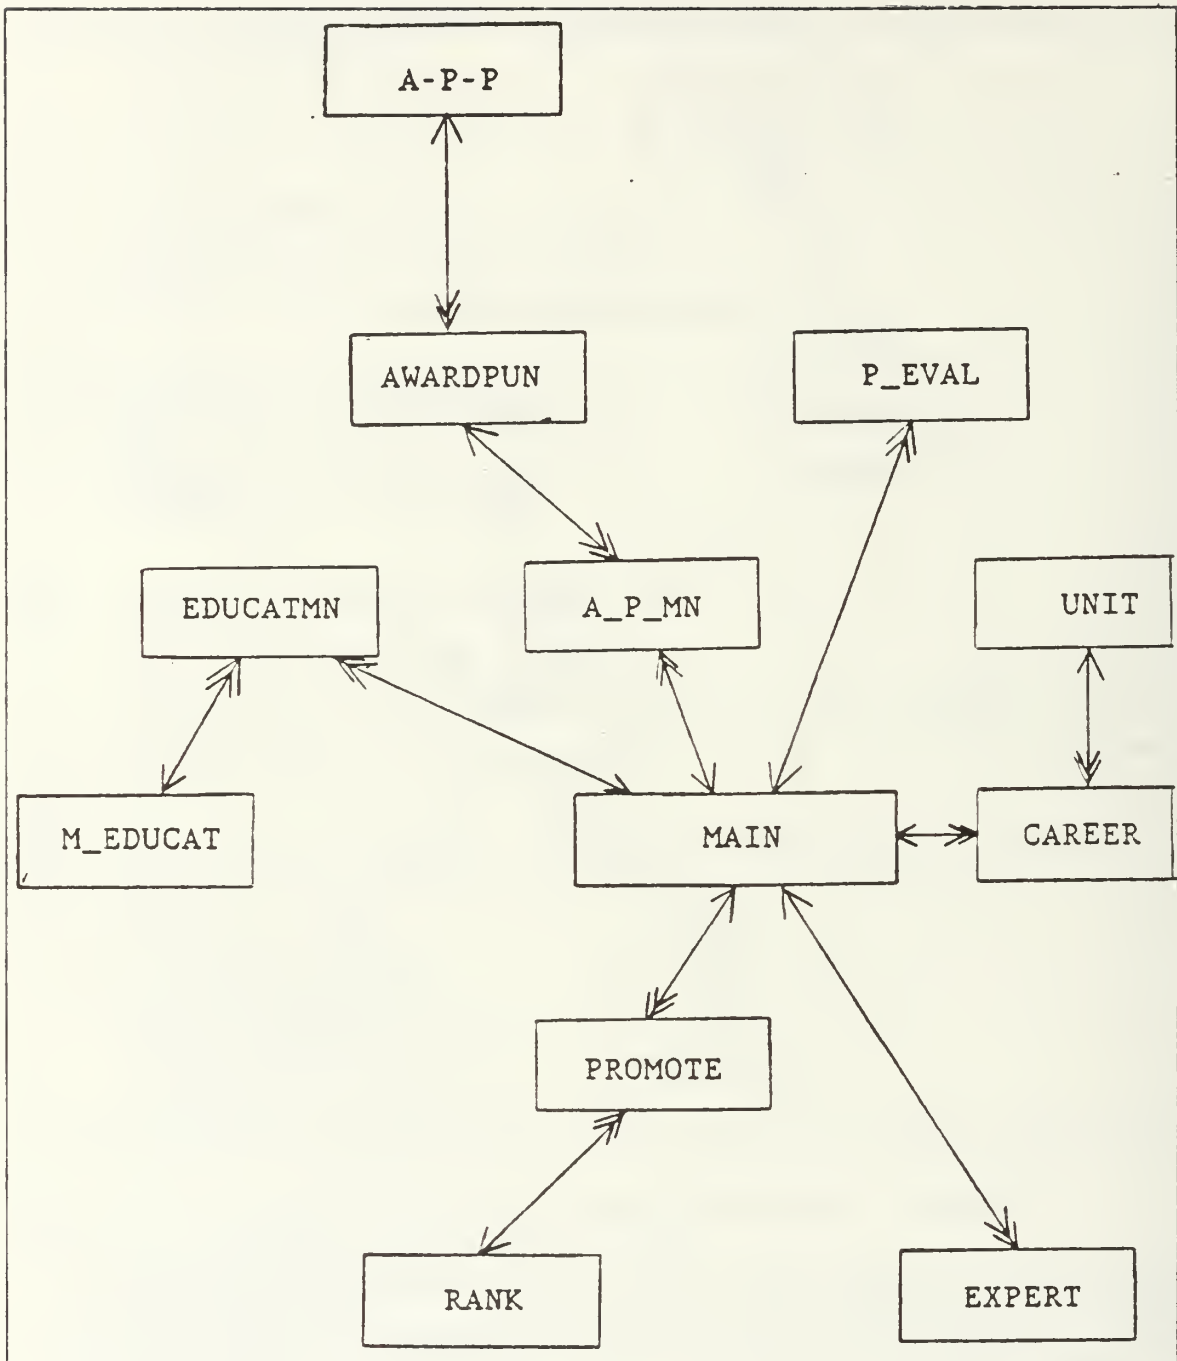 A-P-P
AWARDPUN
P_EVAL
EDUCATMN
A_P_MN
UNIT
M_EDUCAT
MAIN
CAREER
PROMOTE
RANK
EXPERT